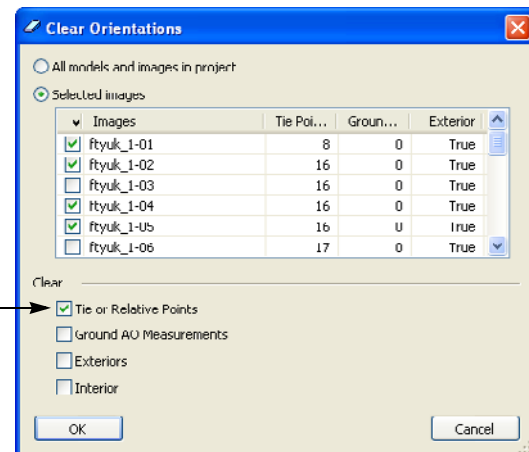 Clear Orientations
All models and images in project
Selected images
Images Tie Poi... Groun... Exterior
ftyuk_1-01 8 0 True
ftyuk_1-02 16 0 True
ftyuk_1-03 16 0 True
ftyuk_1-04 16 0 True
ftyuk_1-05 16 0 True
ftyuk_1-06 17 0 True
Clear
Tie or Relative Points
Ground AO Measurements
Exteriors
Interior
OK Cancel